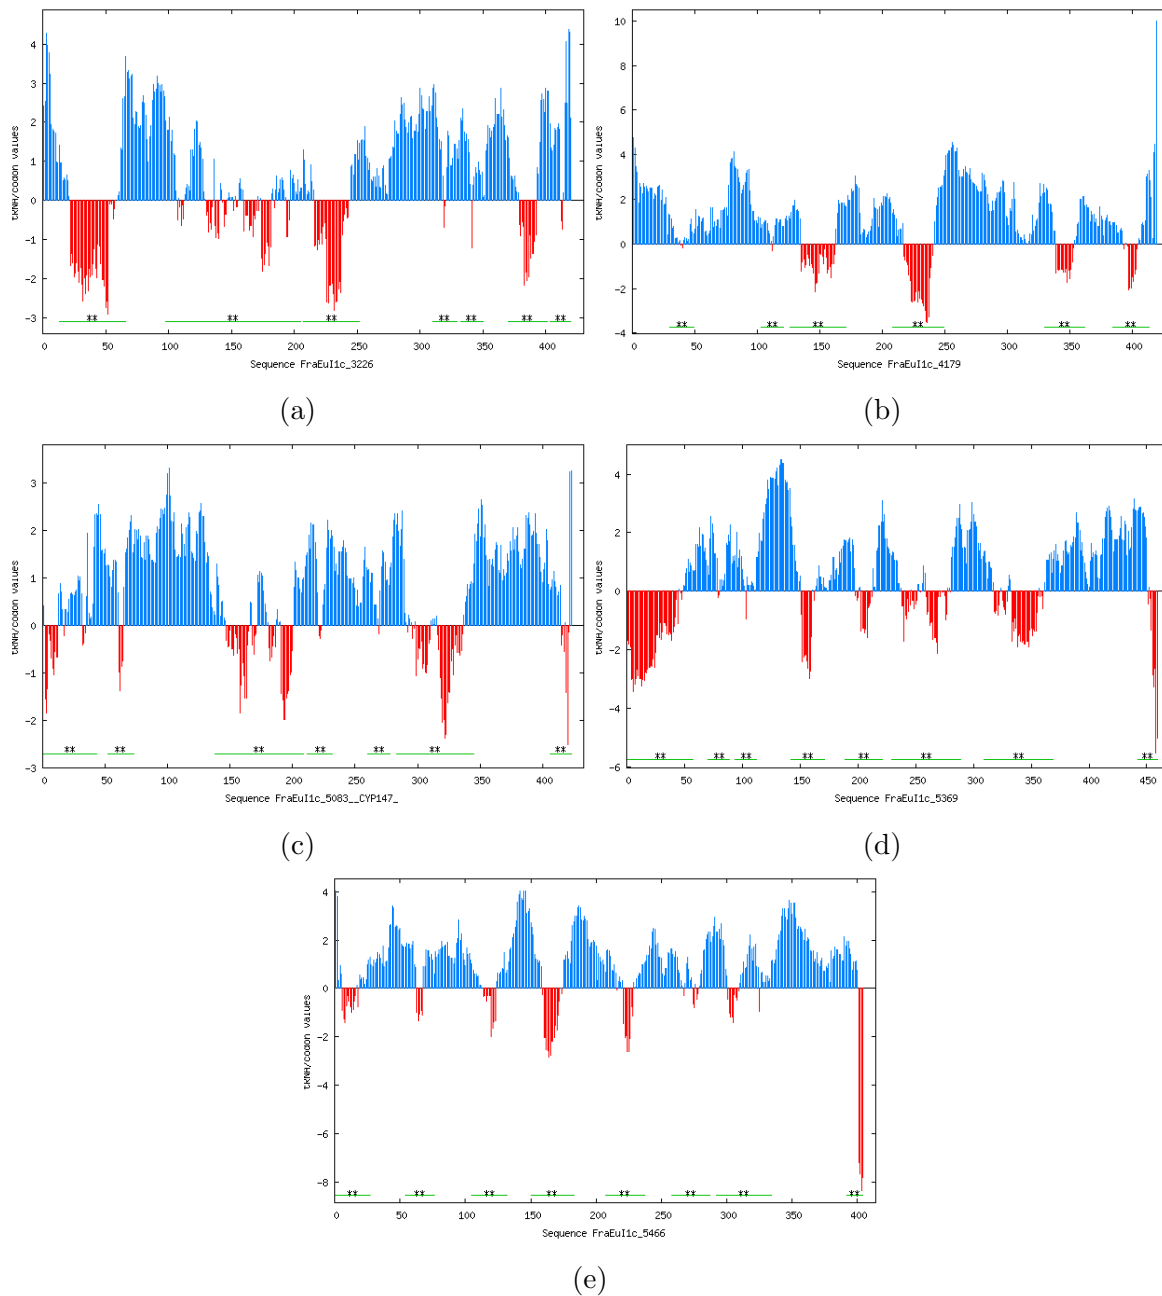 4
3
2
1
0
−1
−2
−3
tRNH/codon values
** ** ** ** ** ** **
0 50 100 150 200 250 300 350 400
Sequence FraEuI1c_3226
(a)
10
8
6
4
2
0
−2
−4
tRNH/codon values
** ** ** ** ** **
0 50 100 150 200 250 300 350 400
Sequence FraEuI1c_4179
(b)
3
2
1
0
−1
−2
−3
tRNH/codon values
** ** ** ** ** ** **
0 50 100 150 200 250 300 350 400
Sequence FraEuI1c_5083__CYP147_
(c)
4
2
0
−2
−4
−6
tRNH/codon values
** ** ** ** ** ** ** **
0 50 100 150 200 250 300 350 400 450
Sequence FraEuI1c_5369
(d)
4
2
0
−2
−4
−6
−8
tRNH/codon values
** ** ** ** ** ** ** **
0 50 100 150 200 250 300 350 400
Sequence FraEuI1c_5466
(e)